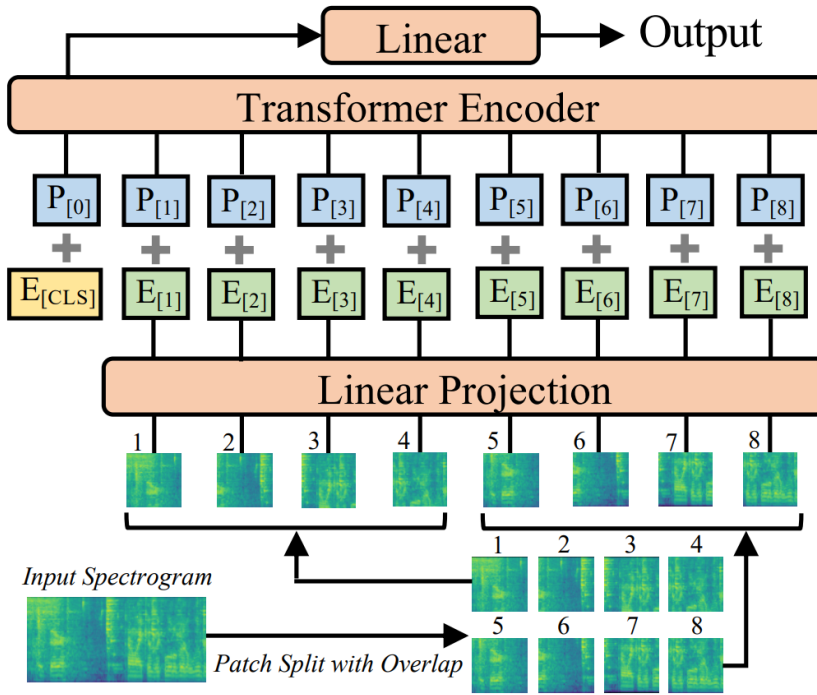 Linear Output
Transformer Encoder
P[0] P[1] P[2] P[3] P[4] P[5] P[6] P[7] P[8]
+ + + + + + + + +
E[CLS] E[1] E[2] E[3] E[4] E[5] E[6] E[7] E[8]
Linear Projection
1 2 3 4 5 6 7 8
1 2 3 4
Input Spectrogram
5 6 7 8
Patch Split with Overlap